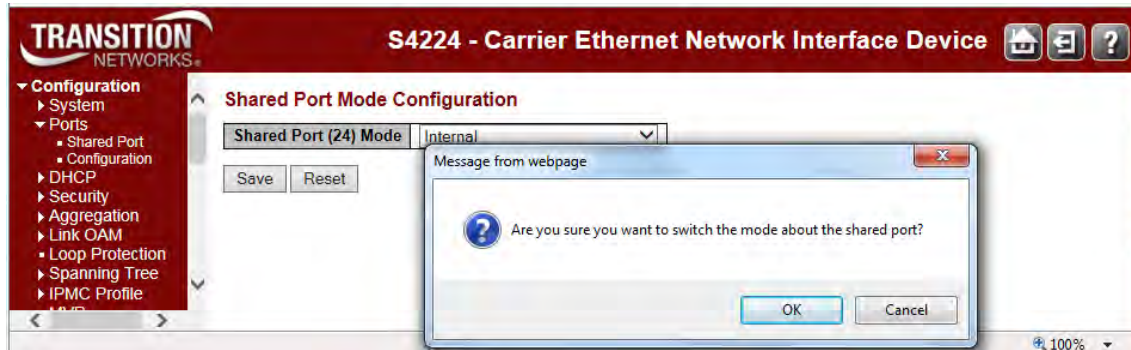 TRANSITION
NETWORKS®
S4224 - Carrier Ethernet Network Interface Device
?
Configuration
System
Ports
Shared Port
Configuration
DHCP
Security
Aggregation
Link OAM
Loop Protection
Spanning Tree
IPMC Profile
Shared Port Mode Configuration
Shared Port (24) Mode
Internal
Save
Reset
Message from webpage
Are you sure you want to switch the mode about the shared port?
OK
Cancel
100%